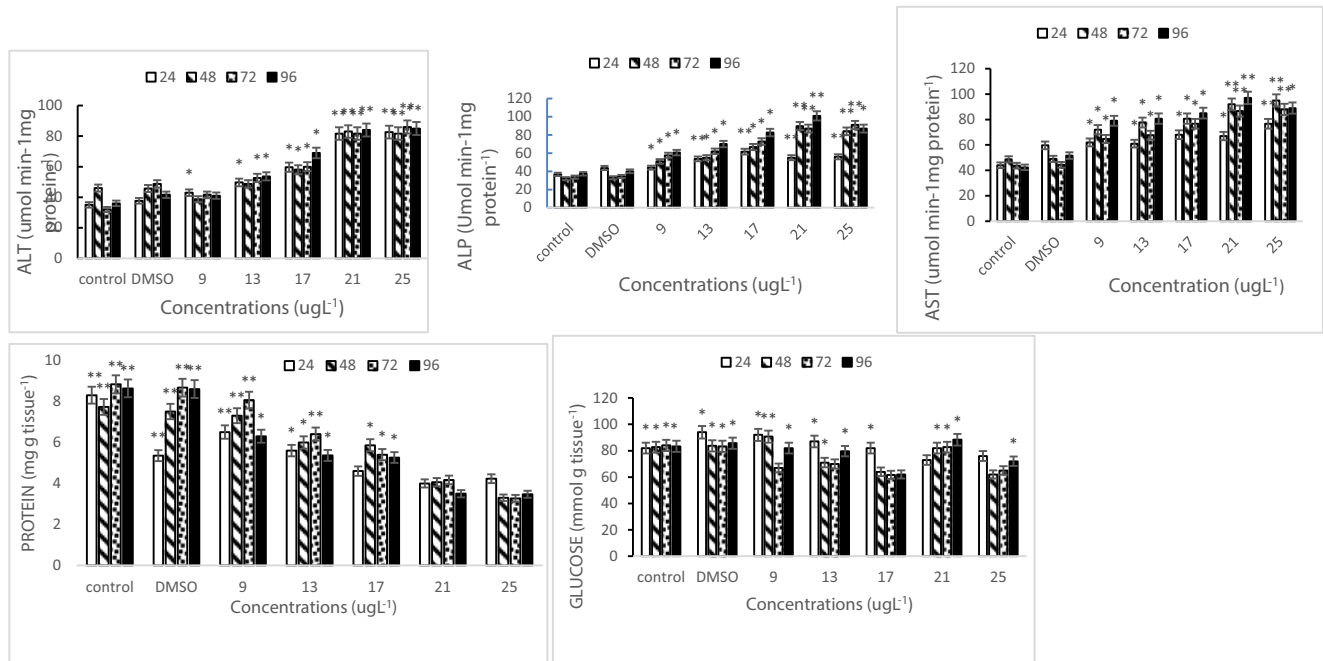 24 48 72 96
ALT (umol min-1mg
protein⁻¹)
100
80
60
40
20
0
* * ** * ** * * * ** ** ** ** ** ** ** **
control DMSO 9 13 17 21 25
Concentrations (ugL⁻¹)
24 48 72 96
ALP (Umol min-1mg
protein⁻¹)
120
100
80
60
40
20
0
control DMSO 9 13 17 21 25
Concentrations (ugL⁻¹)
24 48 72 96
AST (umol min-1mg protein⁻¹)
120
100
80
60
40
20
0
control DMSO 9 13 17 21 25
Concentration (ugL⁻¹)
24 48 72 96
PROTEIN (mg g tissue⁻¹)
10
8
6
4
2
0
control DMSO 9 13 17 21 25
Concentrations (ugL⁻¹)
24 48 72 96
GLUCOSE (mmol g tissue⁻¹)
120
100
80
60
40
20
0
control DMSO 9 13 17 21 25
Concentrations (ugL⁻¹)